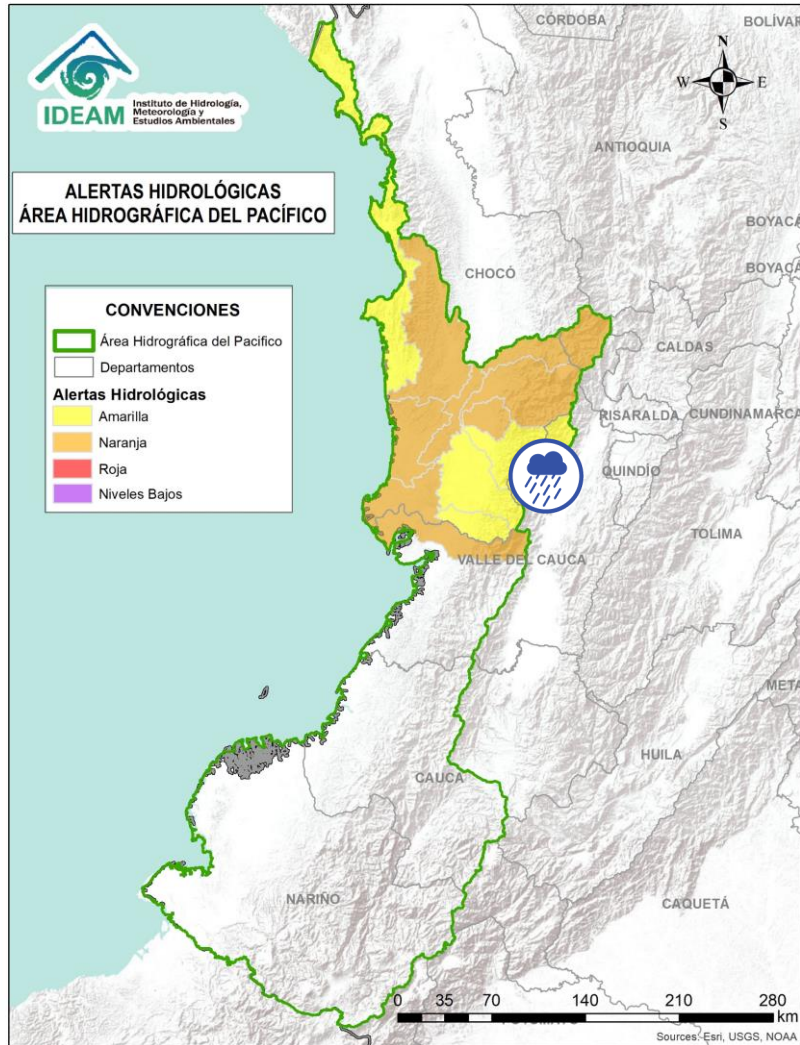 IDEAM
Instituto de Hidrología,
Meteorología y
Estudios Ambientales
ALERTAS HIDROLÓGICAS
ÁREA HIDROGRÁFICA DEL PACÍFICO
CONVENCIONES
Área Hidrográfica del Pacifico
Departamentos
Alertas Hidrológicas
Amarilla
Naranja
Roja
Niveles Bajos
N
W E
S
CÓRDOBA
BOLÍVAR
ANTIOQUIA
BOYACÁ
BOYACÁ
CHOCÓ
CALDAS
RISARALDA
CUNDINAMARCA
QUINDÍO
TOLIMA
VALLE DEL CAUCA
META
HUILA
CAUCA
NARIÑO
CAQUETÁ
0 35 70 140 210 280
km
Sources: Esri, USGS, NOAA